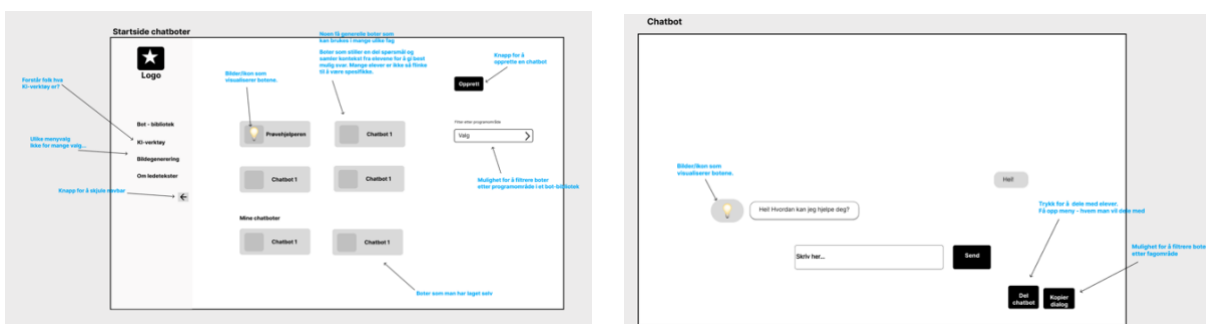 Startside chatboter
Logo
Forstår folk hva
KI-verktøy er?
Ulike menyvalg
Ikke for mange valg...
Knapp for å skjule navbar
Bot - bibliotek
KI-verktøy
Bildegenerering
Om ledetekster
Bilder/ikon som
visualiserer botene.
Noen få generelle boter som
kan brukes i mange ulike fag
Boter som stiller en del spørsmål og
samler kontekst fra elevene for å gi best
mulig svar. Mange elever er ikke så flinke
til å være spesifikke.
Knapp for å
opprette en chatbot
Opprett
Prøvehjelperen
Chatbot 1
Chatbot 1
Chatbot 1
Filter etter programområde
Valg
Mulighet for å filtrere boter
etter programområde i et bot-bibliotek
Mine chatboter
Chatbot 1
Chatbot 1
Boter som man har laget selv
Chatbot
Bilder/ikon som
visualiserer botene.
Hei!
Hei! Hvordan kan jeg hjelpe deg?
Trykk for å dele med elever.
Få opp meny - hvem man vil dele med
Skriv her...
Send
Mulighet for å filtrere bote
etter fagområde
Del
chatbot
Kopier
dialog